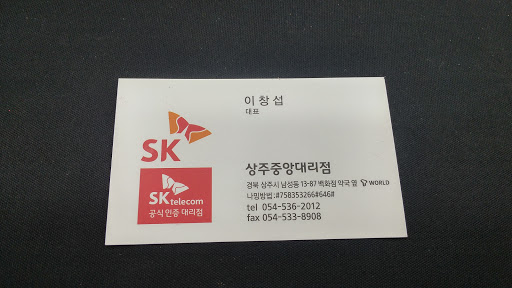 이창섭
대표
SK
SK telecom
공식 인증 대리점
상주중앙대리점
경북 상주시 남성동 13-87 백화점 약국 옆 T WORLD
나밍방법:#758353266#646#
tel 054-536-2012
fax 054-533-8908